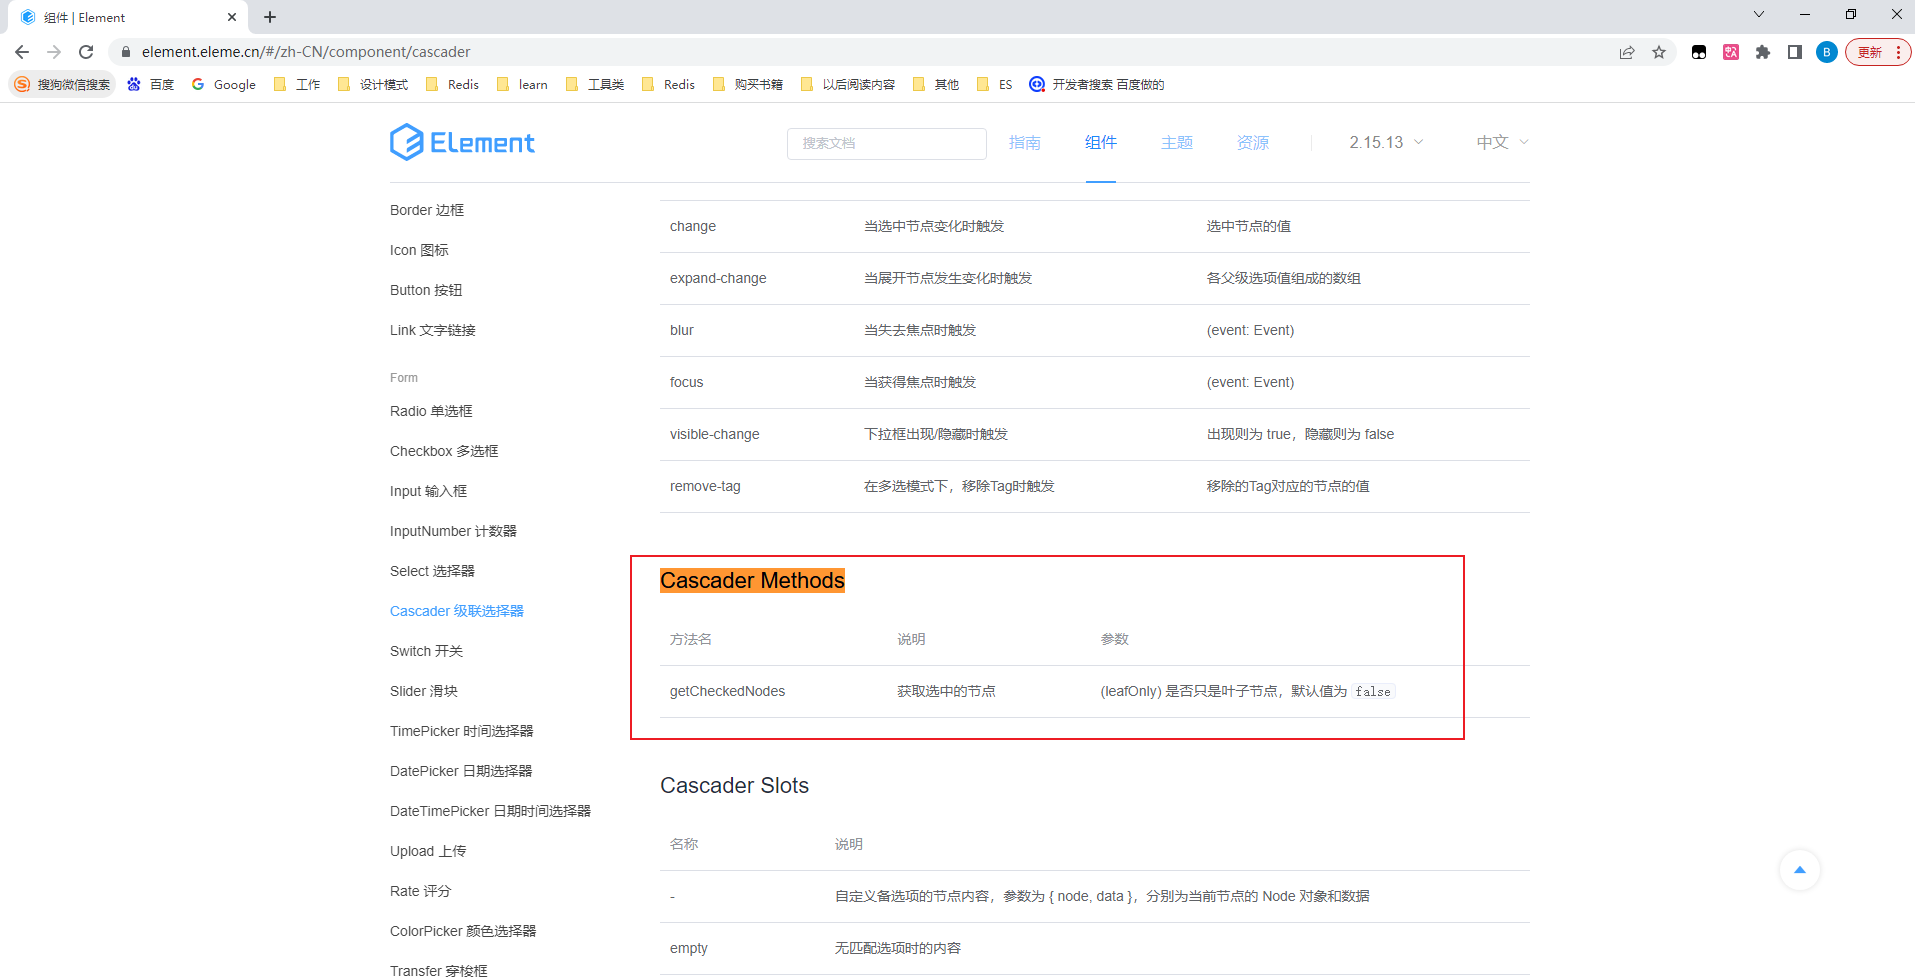 组件 | Element
element.eleme.cn/#/zh-CN/component/cascader
B
更新
搜狗微信搜索 百度 Google 工作 设计模式 Redis learn 工具类 Redis 购买书籍 以后阅读内容 其他 ES 开发者搜索 百度做的
Element
搜索文档
指南 组件 主题 资源 2.15.13 中文
Border 边框
Icon 图标
Button 按钮
Link 文字链接
Form
Radio 单选框
Checkbox 多选框
Input 输入框
InputNumber 计数器
Select 选择器
Cascader 级联选择器
Switch 开关
Slider 滑块
TimePicker 时间选择器
DatePicker 日期选择器
DateTimePicker 日期时间选择器
Upload 上传
Rate 评分
ColorPicker 颜色选择器
Transfer 穿梭框
change 当选中节点变化时触发 选中节点的值
expand-change 当展开节点发生变化时触发 各父级选项值组成的数组
blur 当失去焦点时触发 (event: Event)
focus 当获得焦点时触发 (event: Event)
visible-change 下拉框出现/隐藏时触发 出现则为 true，隐藏则为 false
remove-tag 在多选模式下，移除Tag时触发 移除的Tag对应的节点的值
Cascader Methods
方法名 说明 参数
getCheckedNodes 获取选中的节点 (leafOnly) 是否只是叶子节点，默认值为 false
Cascader Slots
名称 说明
- 自定义备选项的节点内容，参数为 { node, data }，分别为当前节点的 Node 对象和数据
empty 无匹配选项时的内容